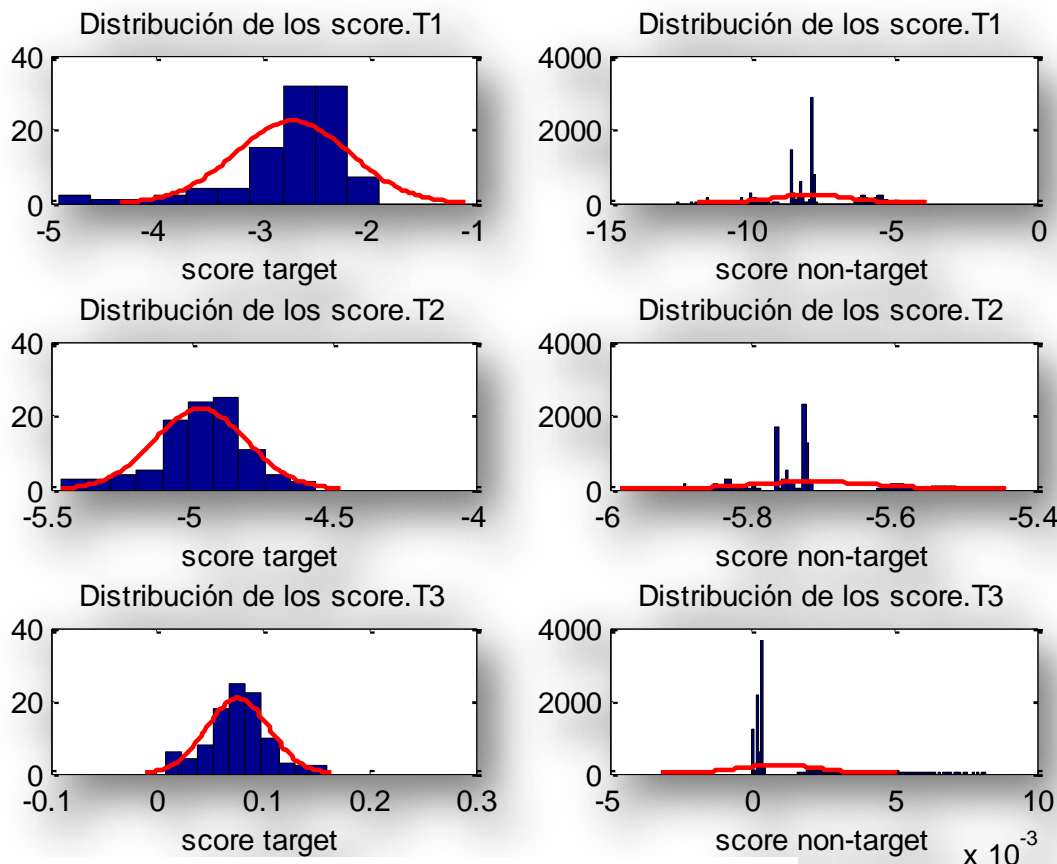 Distribución de los score.T1
40
20
0
-5 -4 -3 -2 -1
score target
Distribución de los score.T1
4000
2000
0
-15 -10 -5 0
score non-target
Distribución de los score.T2
40
20
0
-5.5 -5 -4.5 -4
score target
Distribución de los score.T2
4000
2000
0
-6 -5.8 -5.6 -5.4
score non-target
Distribución de los score.T3
40
20
0
-0.1 0 0.1 0.2 0.3
score target
Distribución de los score.T3
4000
2000
0
-5 0 5 10
score non-target
x 10⁻³